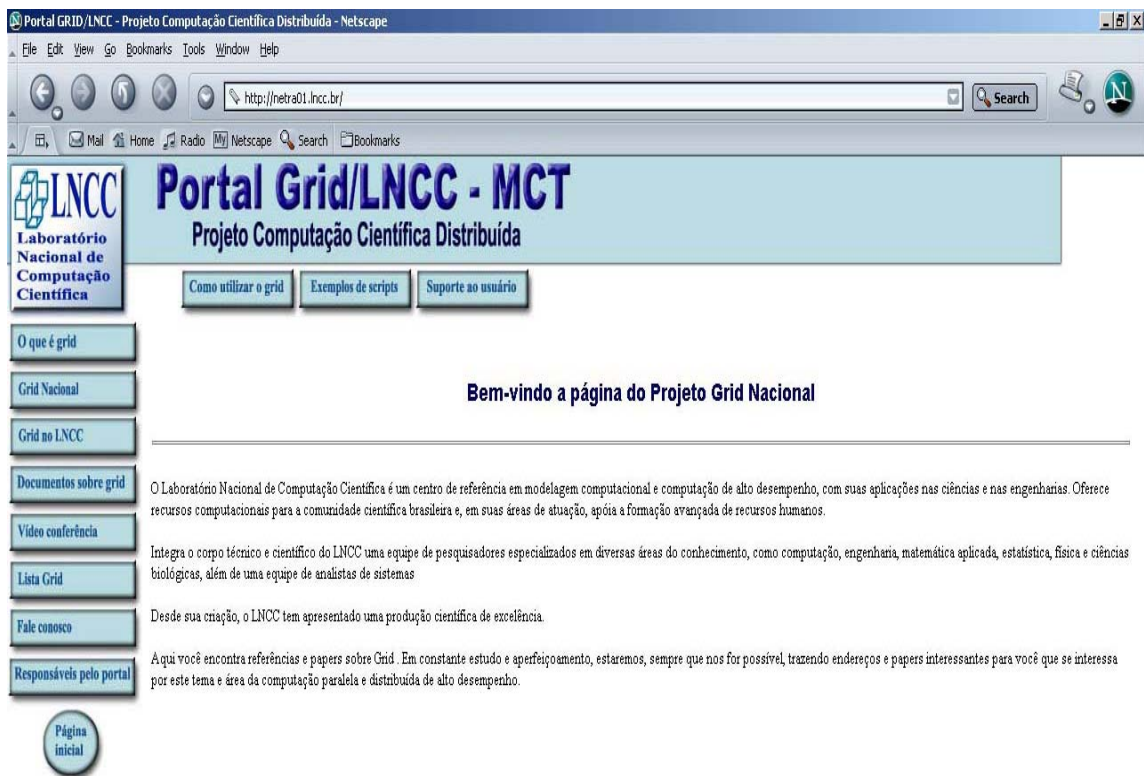 Portal GRID/LNCC - Projeto Computação Científica Distribuída - Netscape
File Edit View Go Bookmarks Tools Window Help
http://netra01.lncc.br/
Search
N
Mail Home Radio My Netscape Search Bookmarks
LNCC
Laboratório
Nacional de
Computação
Científica
Portal Grid/LNCC - MCT
Projeto Computação Científica Distribuída
Como utilizar o grid
Exemplos de scripts
Suporte ao usuário
O que é grid
Grid Nacional
Grid no LNCC
Documentos sobre grid
Vídeo conferência
Lista Grid
Fale conosco
Responsáveis pelo portal
Página
inicial
Bem-vindo a página do Projeto Grid Nacional
O Laboratório Nacional de Computação Científica é um centro de referência em modelagem computacional e computação de alto desempenho, com suas aplicações nas ciências e nas engenharias. Oferece
recursos computacionais para a comunidade científica brasileira e, em suas áreas de atuação, apóia a formação avançada de recursos humanos.
Integra o corpo técnico e científico do LNCC uma equipe de pesquisadores especializados em diversas áreas do conhecimento, como computação, engenharia, matemática aplicada, estatística, física e ciências
biológicas, além de uma equipe de analistas de sistemas
Desde sua criação, o LNCC tem apresentado uma produção científica de excelência.
Aqui você encontra referências e papers sobre Grid . Em constante estudo e aperfeiçoamento, estaremos, sempre que nos for possível, trazendo endereços e papers interessantes para você que se interessa
por este tema e área da computação paralela e distribuída de alto desempenho.